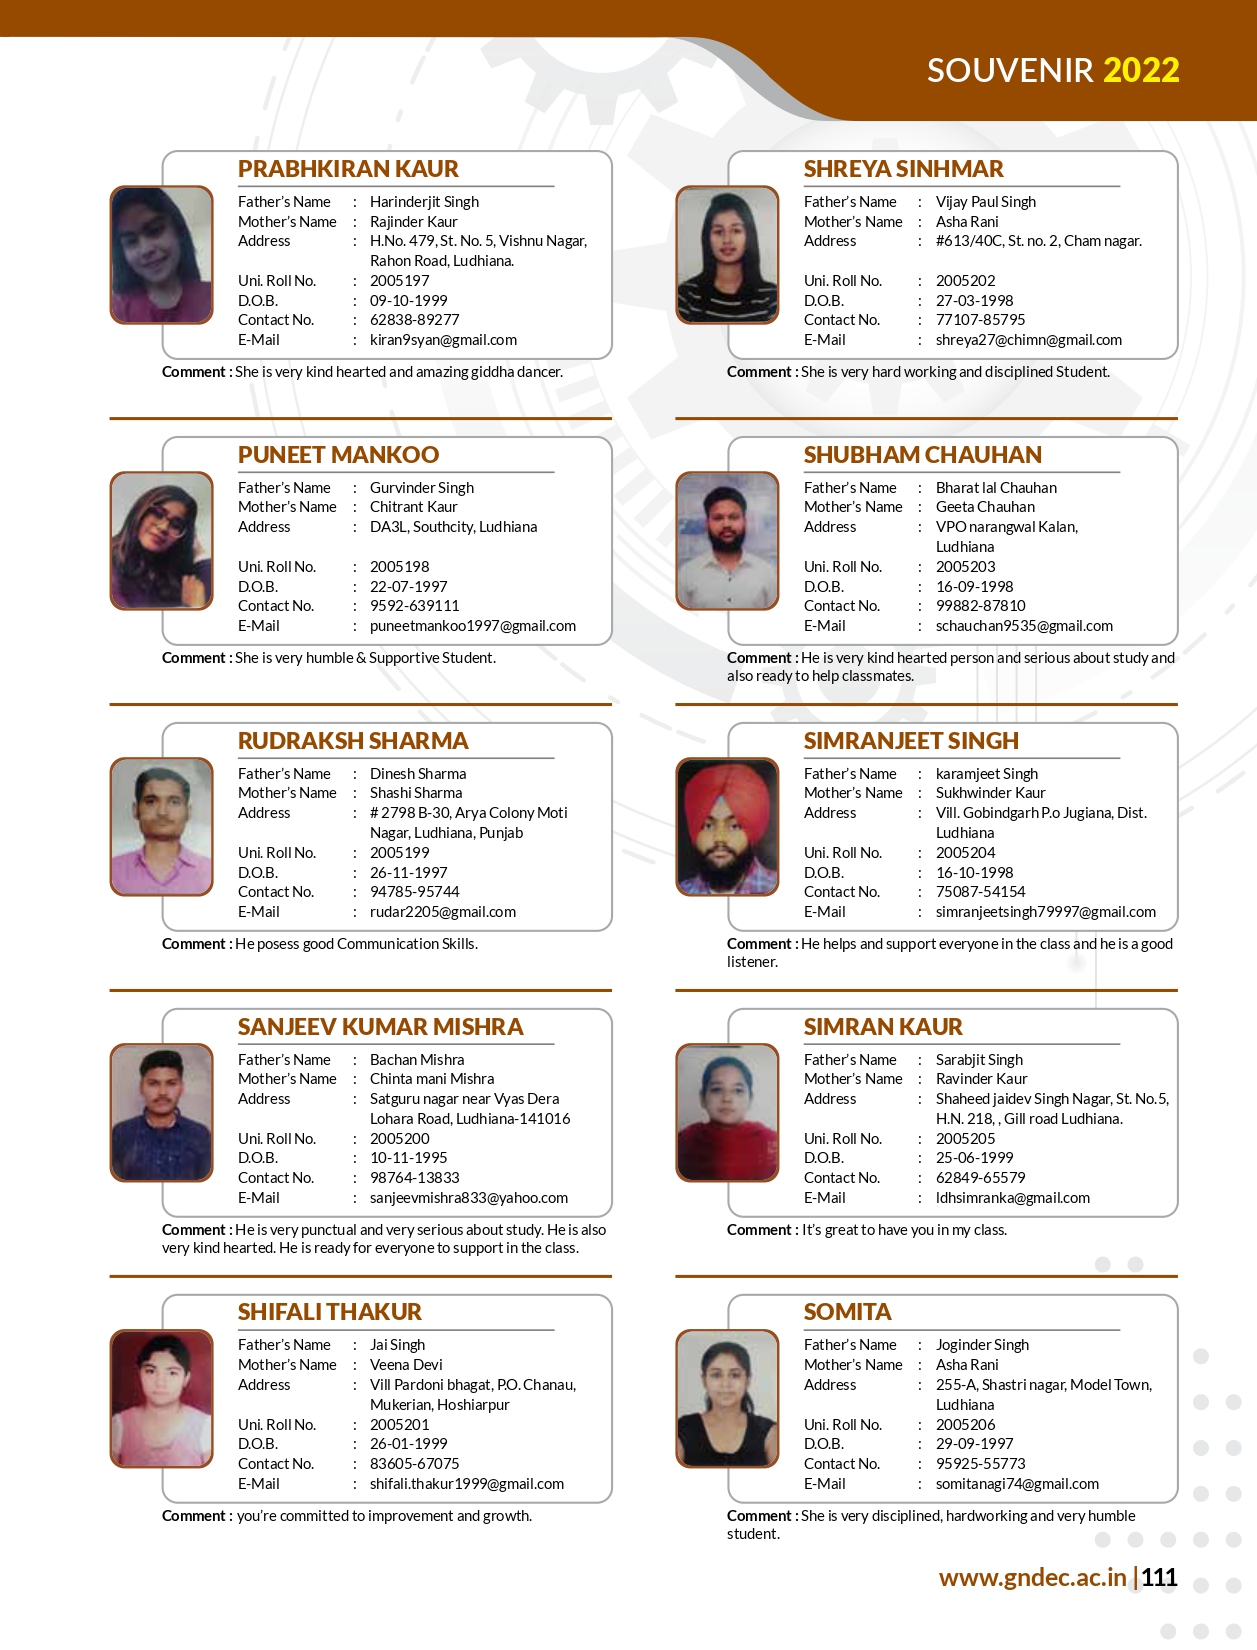 SOUVENIR 2022
PRABHKIRAN KAUR
Father's Name : Harinderjit Singh
Mother's Name : Rajinder Kaur
Address : H.No. 479, St. No. 5, Vishnu Nagar,
Rahon Road, Ludhiana.
Uni. Roll No. : 2005197
D.O.B. : 09-10-1999
Contact No. : 62838-89277
E-Mail : kiran9syan@gmail.com
Comment : She is very kind hearted and amazing giddha dancer.
PUNEET MANKOO
Father's Name : Gurvinder Singh
Mother's Name : Chitrant Kaur
Address : DA3L, Southcity, Ludhiana
Uni. Roll No. : 2005198
D.O.B. : 22-07-1997
Contact No. : 9592-639111
E-Mail : puneetmankoo1997@gmail.com
Comment : She is very humble & Supportive Student.
RUDRAKSH SHARMA
Father's Name : Dinesh Sharma
Mother's Name : Shashi Sharma
Address : # 2798 B-30, Arya Colony Moti
Nagar, Ludhiana, Punjab
Uni. Roll No. : 2005199
D.O.B. : 26-11-1997
Contact No. : 94785-95744
E-Mail : rudar2205@gmail.com
Comment : He posess good Communication Skills.
SANJEEV KUMAR MISHRA
Father's Name : Bachan Mishra
Mother's Name : Chinta mani Mishra
Address : Satguru nagar near Vyas Dera
Lohara Road, Ludhiana-141016
Uni. Roll No. : 2005200
D.O.B. : 10-11-1995
Contact No. : 98764-13833
E-Mail : sanjeevmishra833@yahoo.com
Comment : He is very punctual and very serious about study. He is also
very kind hearted. He is ready for everyone to support in the class.
SHIFALI THAKUR
Father's Name : Jai Singh
Mother's Name : Veena Devi
Address : Vill Pardoni bhagat, P.O. Chanau,
Mukerian, Hoshiarpur
Uni. Roll No. : 2005201
D.O.B. : 26-01-1999
Contact No. : 83605-67075
E-Mail : shifali.thakur1999@gmail.com
Comment : you're committed to improvement and growth.
SHREYA SINHMAR
Father's Name : Vijay Paul Singh
Mother's Name : Asha Rani
Address : #613/40C, St. no. 2, Cham nagar.
Uni. Roll No. : 2005202
D.O.B. : 27-03-1998
Contact No. : 77107-85795
E-Mail : shreya27@chimn@gmail.com
Comment : She is very hard working and disciplined Student.
SHUBHAM CHAUHAN
Father's Name : Bharat lal Chauhan
Mother's Name : Geeta Chauhan
Address : VPO narangwal Kalan,
Ludhiana
Uni. Roll No. : 2005203
D.O.B. : 16-09-1998
Contact No. : 99882-87810
E-Mail : schauchan9535@gmail.com
Comment : He is very kind hearted person and serious about study and
also ready to help classmates.
SIMRANJEET SINGH
Father's Name : karamjeet Singh
Mother's Name : Sukhwinder Kaur
Address : Vill. Gobindgarh P.o Jugiana, Dist.
Ludhiana
Uni. Roll No. : 2005204
D.O.B. : 16-10-1998
Contact No. : 75087-54154
E-Mail : simranjeetsingh79997@gmail.com
Comment : He helps and support everyone in the class and he is a good
listener.
SIMRAN KAUR
Father's Name : Sarabjit Singh
Mother's Name : Ravinder Kaur
Address : Shaheed jaidev Singh Nagar, St. No.5,
H.N. 218, , Gill road Ludhiana.
Uni. Roll No. : 2005205
D.O.B. : 25-06-1999
Contact No. : 62849-65579
E-Mail : ldhsimranka@gmail.com
Comment : It's great to have you in my class.
SOMITA
Father's Name : Joginder Singh
Mother's Name : Asha Rani
Address : 255-A, Shastri nagar, Model Town,
Ludhiana
Uni. Roll No. : 2005206
D.O.B. : 29-09-1997
Contact No. : 95925-55773
E-Mail : somitanagi74@gmail.com
Comment : She is very disciplined, hardworking and very humble
student.
www.gndec.ac.in |111